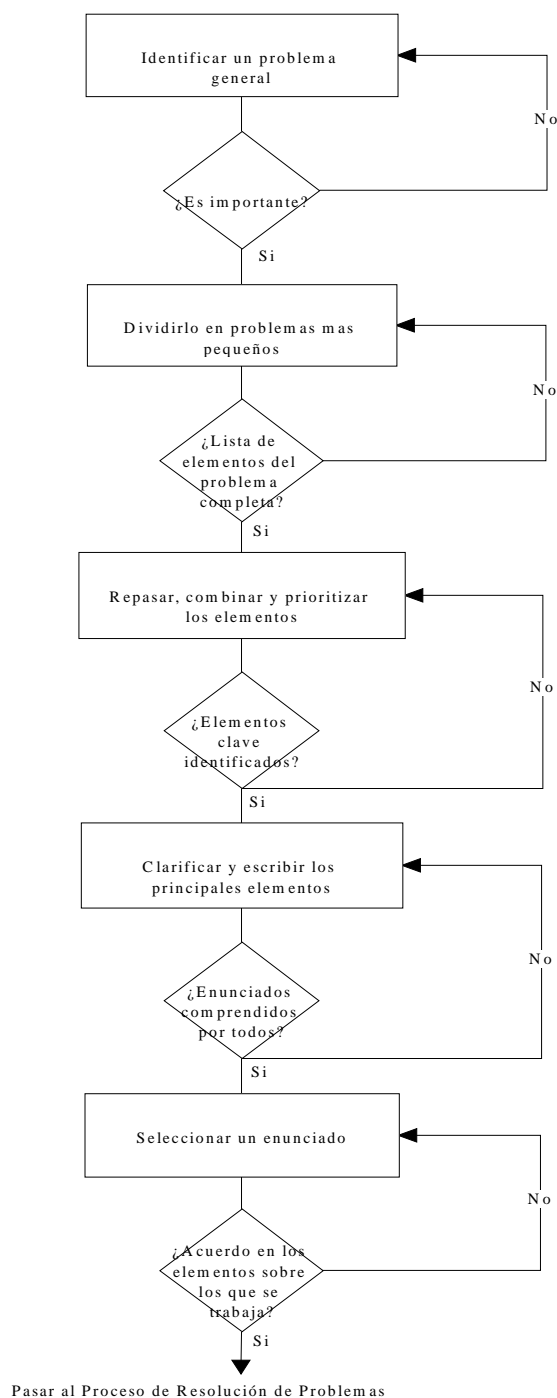 Identificar un problema
general
No
¿Es importante?
Si
Dividirlo en problemas mas
pequeños
No
¿Lista de
elementos del
problema
completa?
Si
Repasar, combinar y prioritizar
los elementos
No
¿Elementos
clave
identificados?
Si
Clarificar y escribir los
principales elementos
No
¿Enunciados
comprendidos
por todos?
Si
Seleccionar un enunciado
No
¿Acuerdo en los
elementos sobre
los que se
trabaja?
Si
Pasar al Proceso de Resolución de Problemas